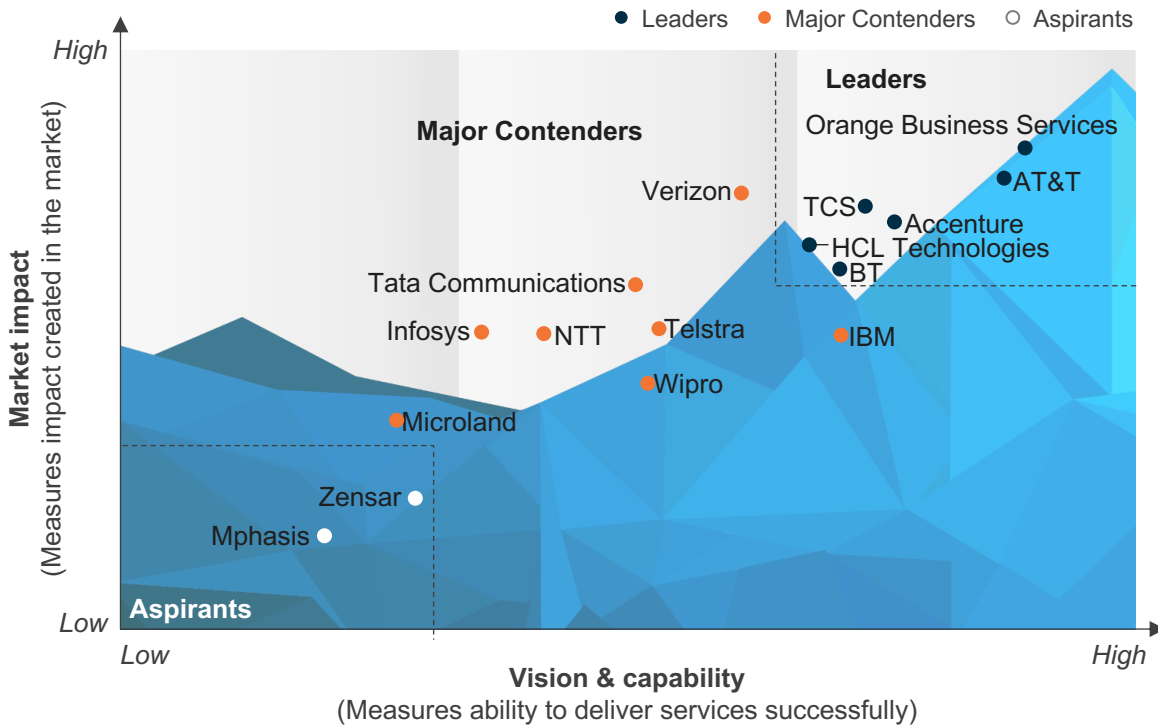 Leaders
Major Contenders
Aspirants
High
Leaders
Major Contenders
Orange Business Services
AT&T
Verizon
TCS
Accenture
HCL Technologies
BT
Tata Communications
Infosys
NTT
Telstra
IBM
Wipro
Microland
Zensar
Mphasis
Aspirants
Low
Market impact
(Measures impact created in the market)
Low
High
Vision & capability
(Measures ability to deliver services successfully)